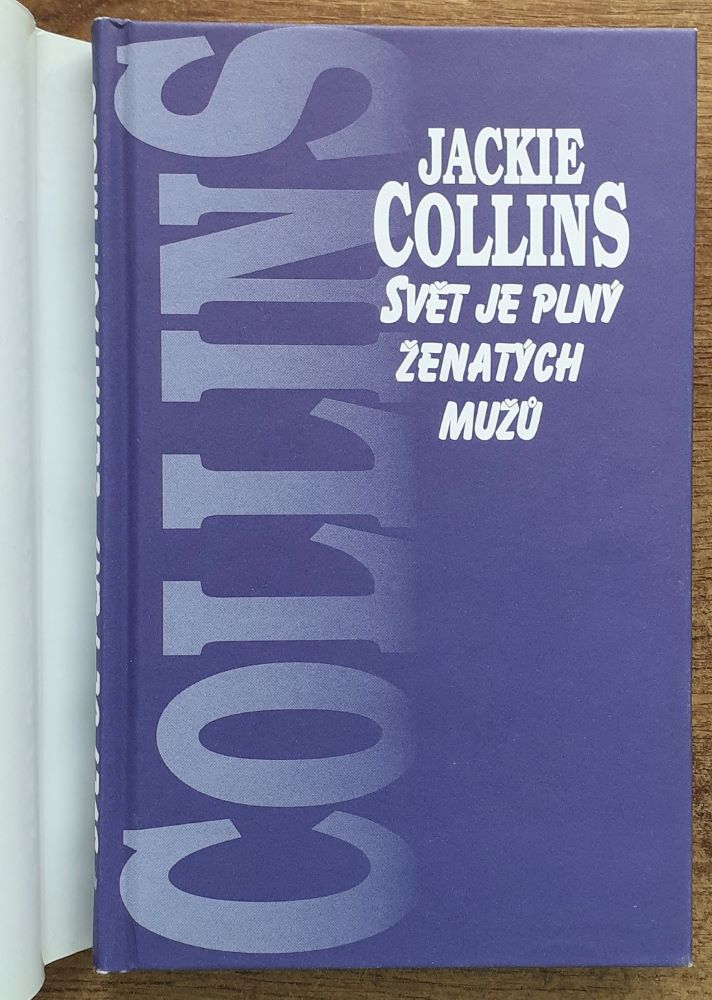 COLLINS
JACKIE
COLLINS
SVĚT JE PLNÝ
ŽENATÝCH
MUŽŮ